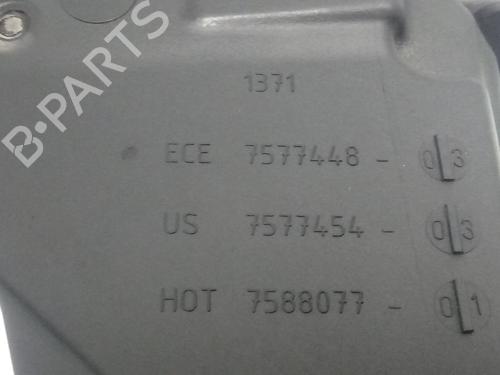 B-PARTS
1371
ECE 7577448 - 03
US 7577454 - 03
HOT 7588077 - 01